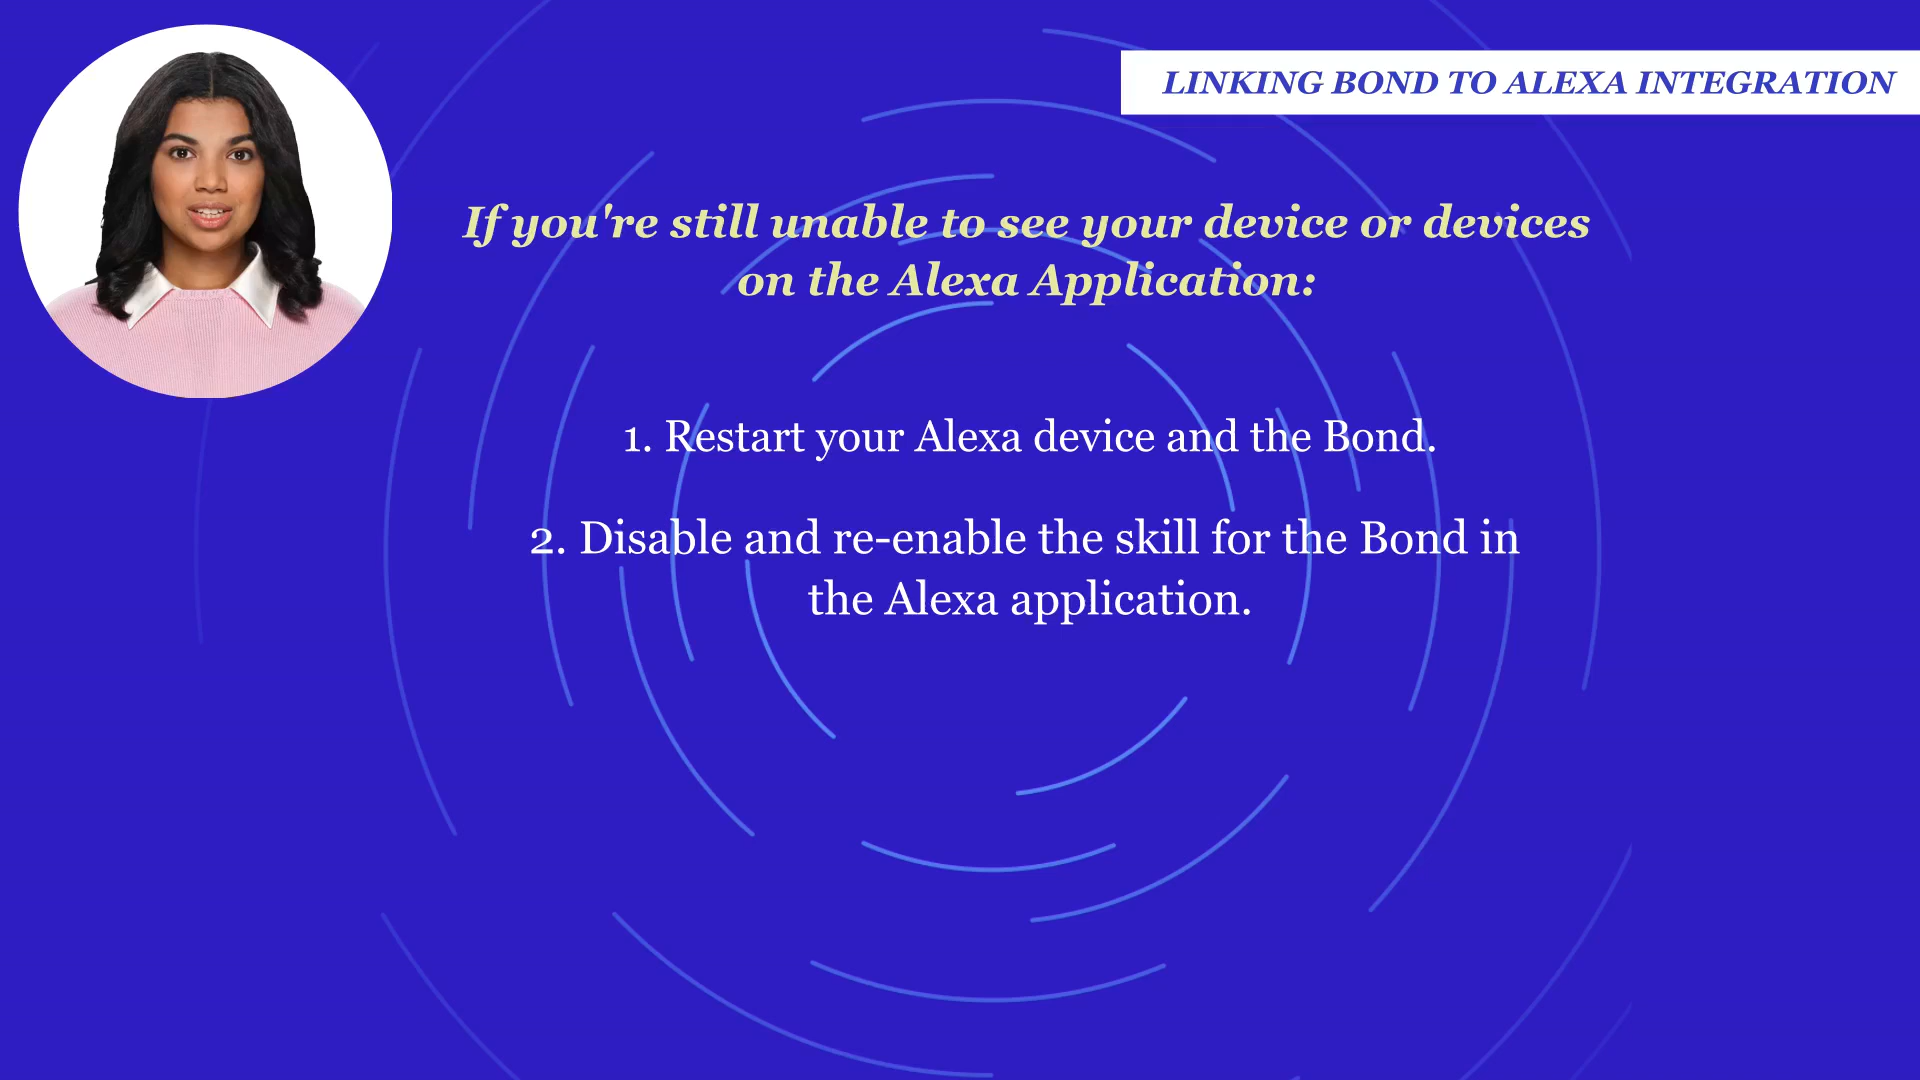 LINKING BOND TO ALEXA INTEGRATION
If you're still unable to see your device or devices
on the Alexa Application:
1. Restart your Alexa device and the Bond.
2. Disable and re-enable the skill for the Bond in
the Alexa application.